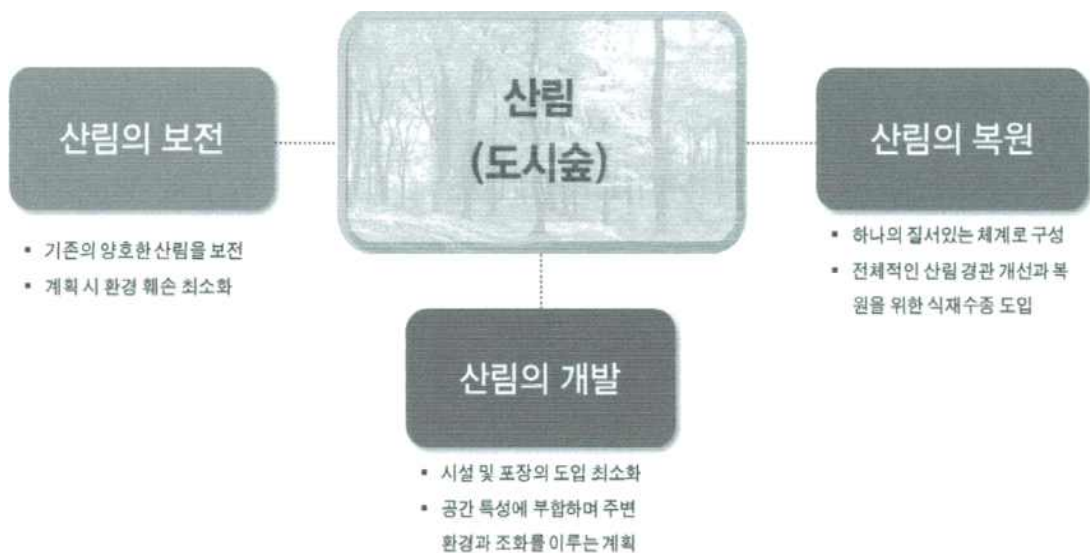 산림
(도시숲)
산림의 보전
▪ 기존의 양호한 산림을 보전
▪ 계획 시 환경 훼손 최소화
산림의 개발
▪ 시설 및 포장의 도입 최소화
▪ 공간 특성에 부합하며 주변
환경과 조화를 이루는 계획
산림의 복원
▪ 하나의 질서있는 체계로 구성
▪ 전체적인 산림 경관 개선과 복
원을 위한 식재수종 도입